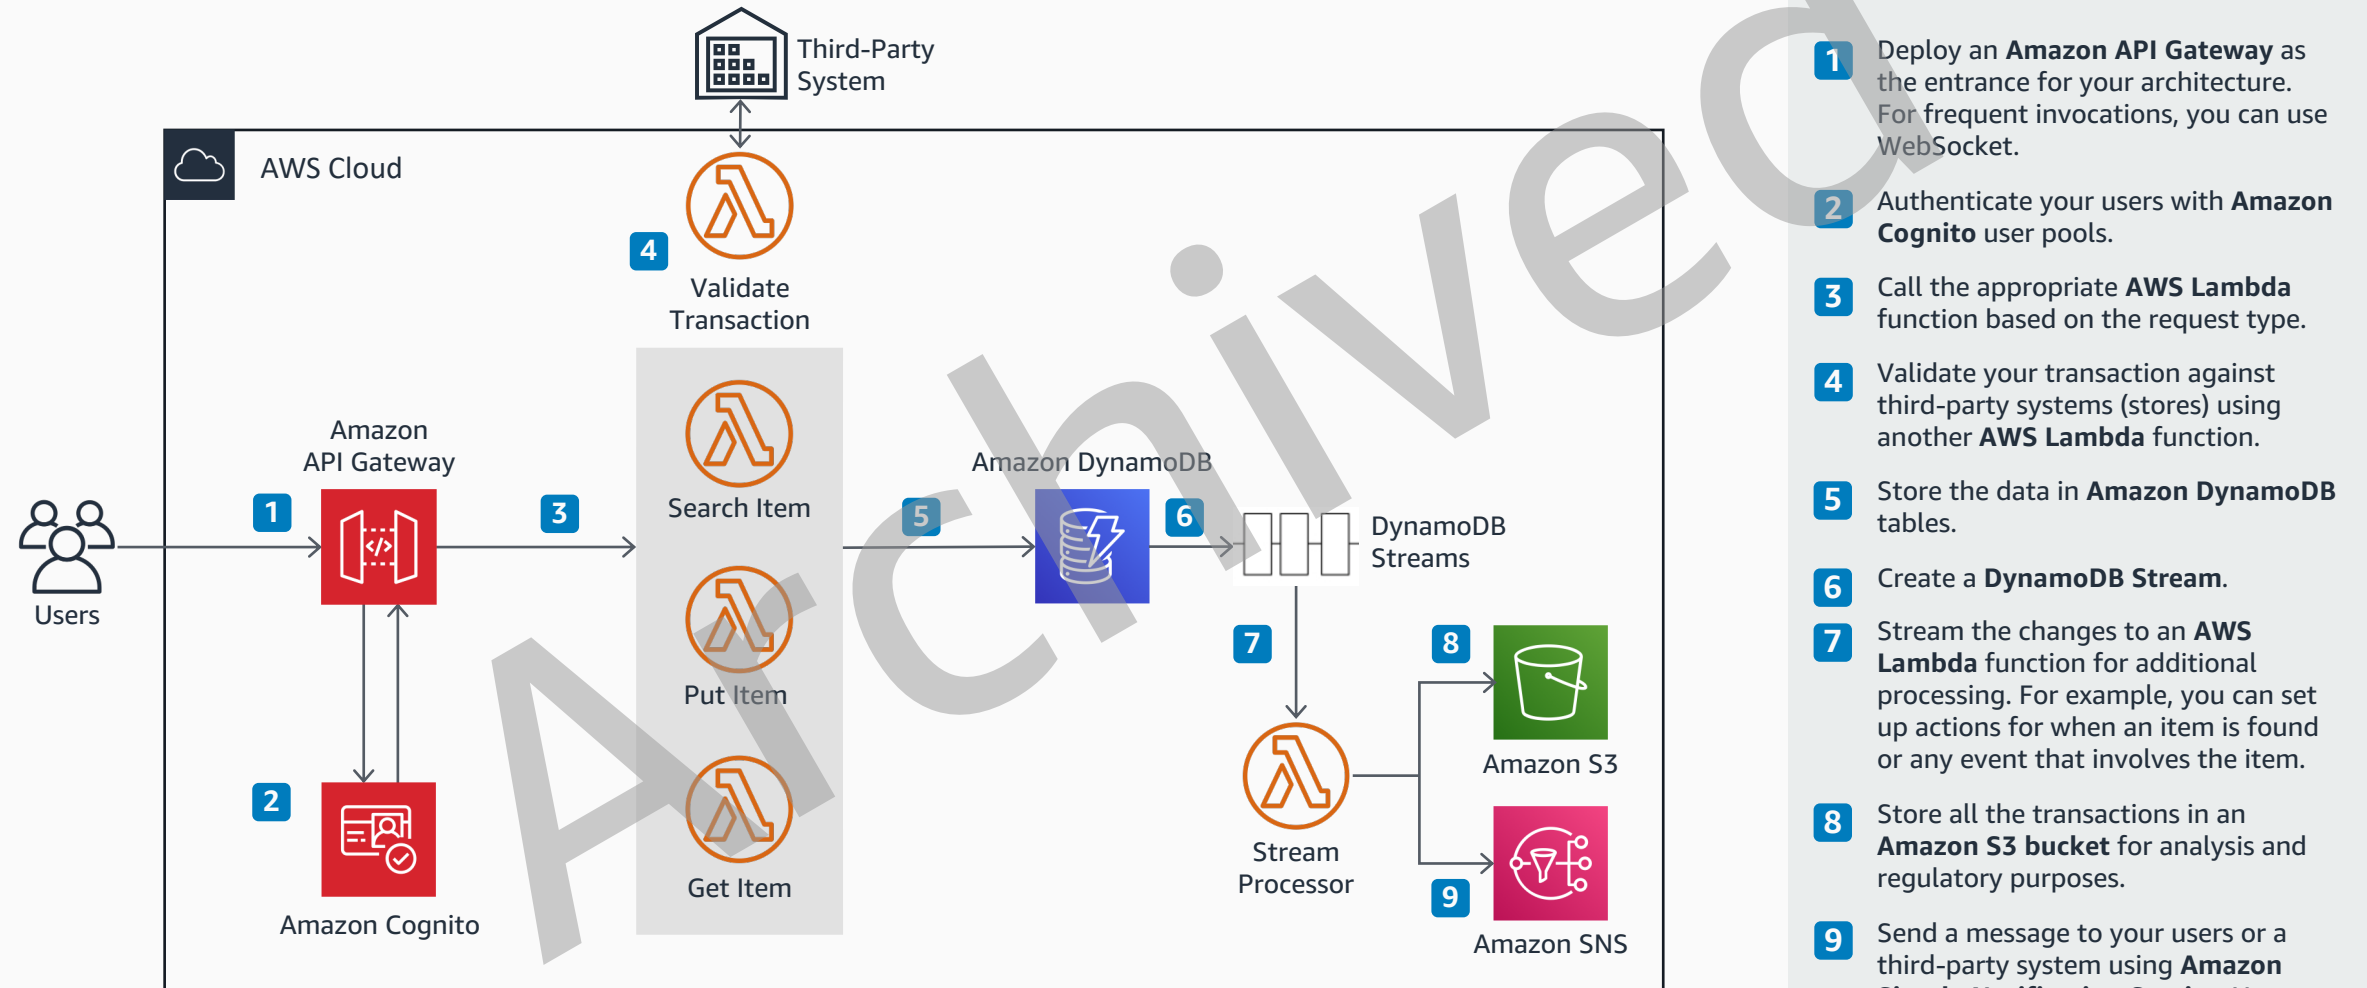 Third-Party
System
AWS Cloud
4
Validate
Transaction
Search Item
Put Item
Get Item
Amazon
API Gateway
1
3
Users
2
Amazon Cognito
5
Amazon DynamoDB
6
DynamoDB
Streams
7
Stream
Processor
8
Amazon S3
9
Amazon SNS
Archived
1
Deploy an Amazon API Gateway as
the entrance for your architecture.
For frequent invocations, you can use
WebSocket.
2
Authenticate your users with Amazon
Cognito user pools.
3
Call the appropriate AWS Lambda
function based on the request type.
4
Validate your transaction against
third-party systems (stores) using
another AWS Lambda function.
5
Store the data in Amazon DynamoDB
tables.
6
Create a DynamoDB Stream.
7
Stream the changes to an AWS
Lambda function for additional
processing. For example, you can set
up actions for when an item is found
or any event that involves the item.
8
Store all the transactions in an
Amazon S3 bucket for analysis and
regulatory purposes.
9
Send a message to your users or a
third-party system using Amazon